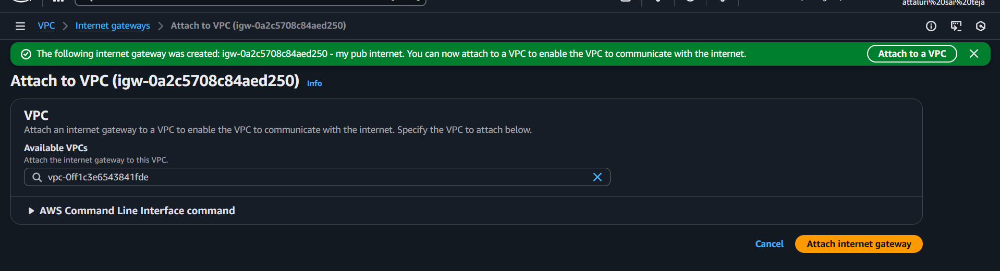 attaluri%20sai%20teja
VPC > Internet gateways > Attach to VPC (igw-0a2c5708c84aed250)
The following internet gateway was created: igw-0a2c5708c84aed250 - my pub internet. You can now attach to a VPC to enable the VPC to communicate with the internet. Attach to a VPC
Attach to VPC (igw-0a2c5708c84aed250) Info
VPC
Attach an internet gateway to a VPC to enable the VPC to communicate with the internet. Specify the VPC to attach below.
Available VPCs
Attach the internet gateway to this VPC.
vpc-0ff1c3e6543841fde
AWS Command Line Interface command
Cancel Attach internet gateway